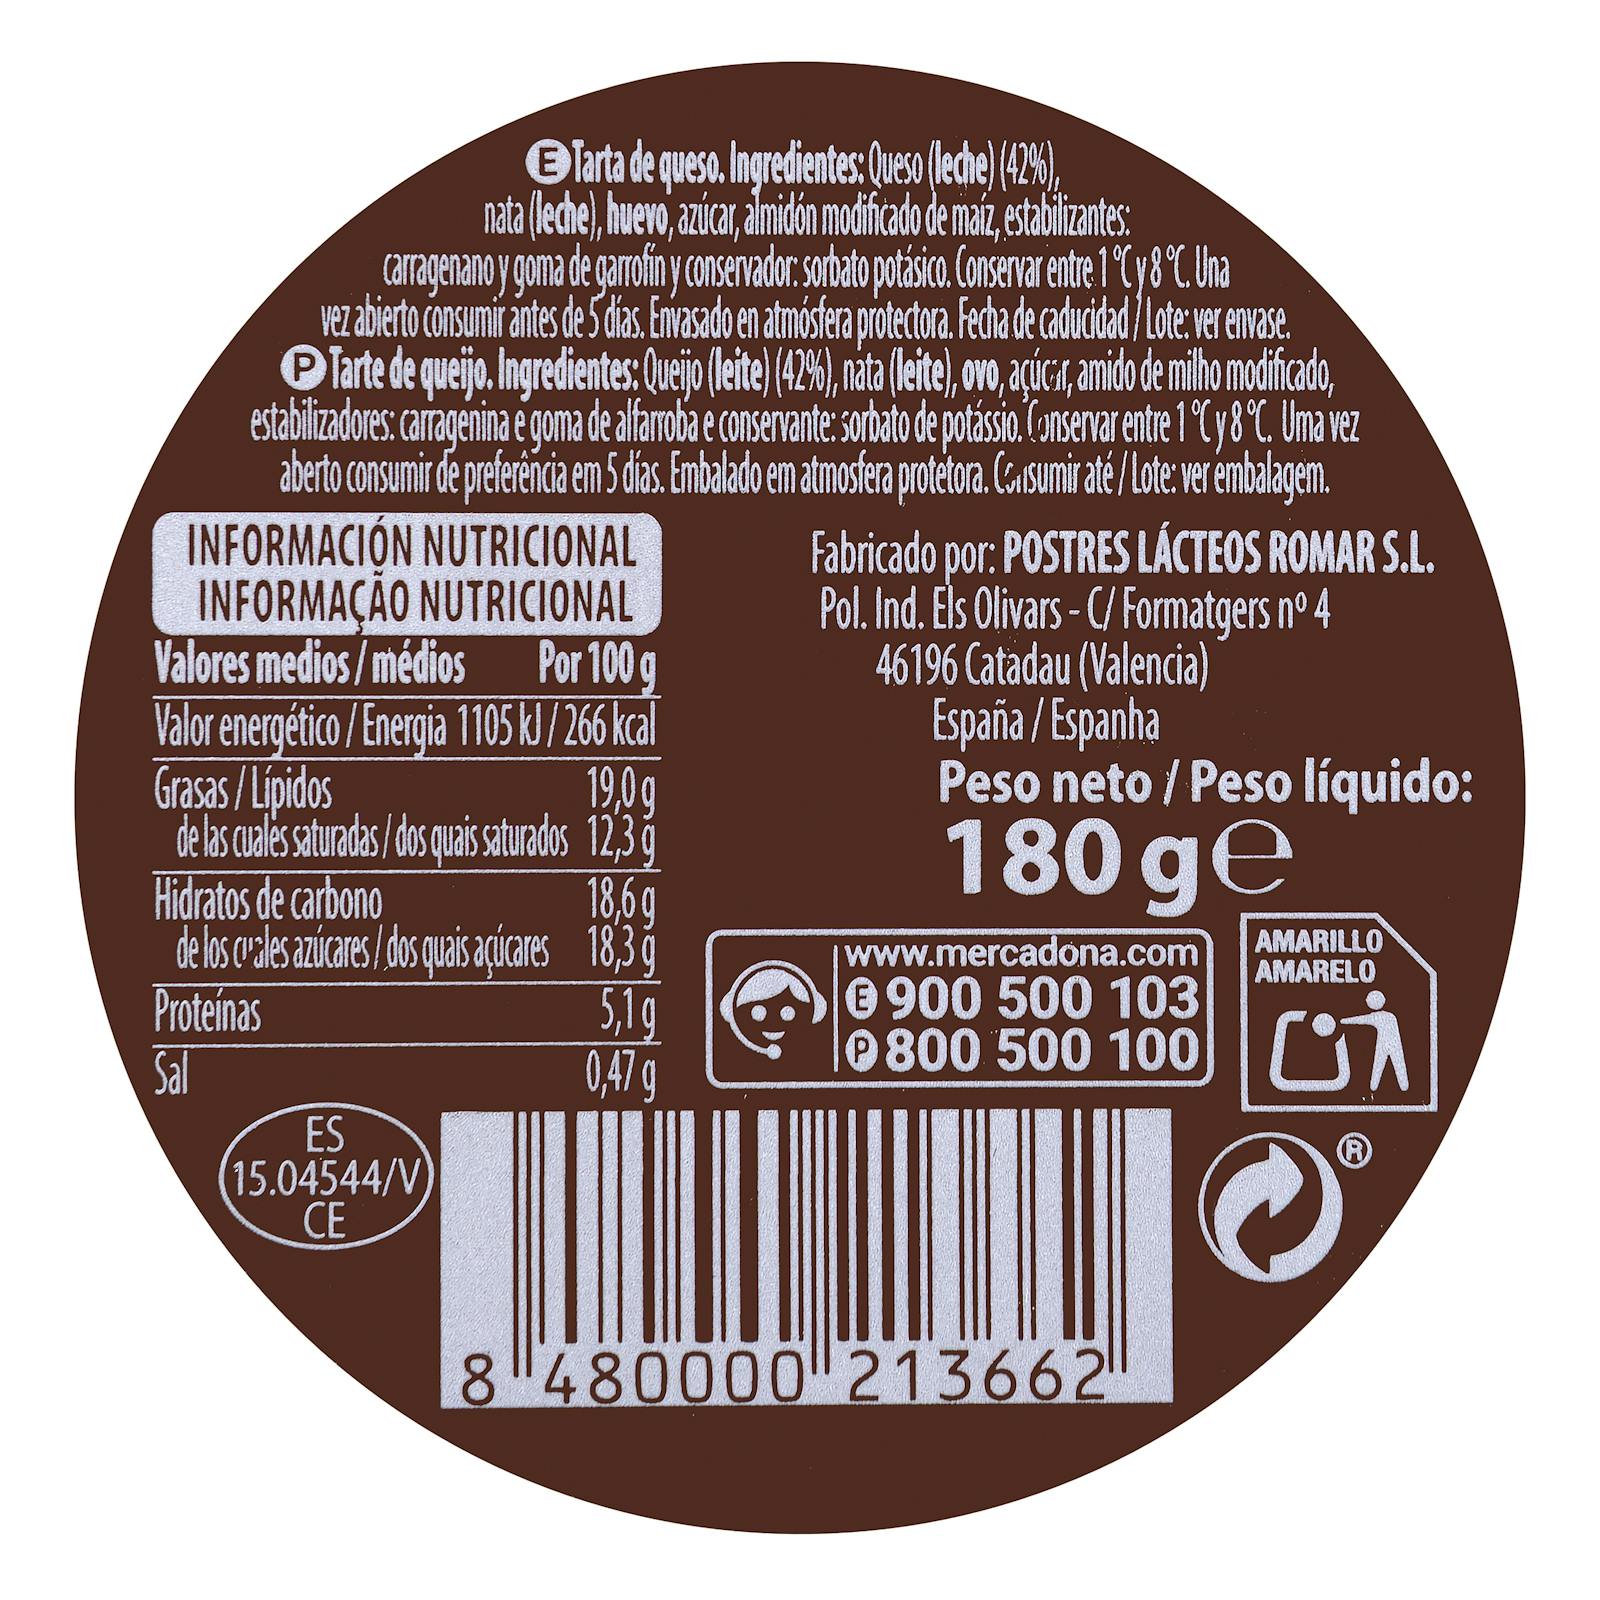 E Tarta de queso. Ingredientes: Queso (leche) (42%),
nata (leche), huevo, azúcar, almidón modificado de maíz, estabilizantes:
carragenano y goma de garrofín y conservador: sorbato potásico. Conservar entre 1 °C y 8 °C. Una
vez abierto consumir antes de 5 días. Envasado en atmósfera protectora. Fecha de caducidad / Lote: ver envase.
P Tarte de queijo. Ingredientes: Queijo (leite) (42%), nata (leite), ovo, açúcar, amido de milho modificado,
estabilizadores: carragenina e goma de alfarroba e conservante: sorbato de potássio. Conservar entre 1 °C y 8 °C. Uma vez
aberto consumir de preferência em 5 días. Embalado em atmosfera protetora. Consumir até / Lote: ver embalagem.
INFORMACIÓN NUTRICIONAL
INFORMAÇÃO NUTRICIONAL
Valores medios / médios Por 100 g
Valor energético / Energia 1105 kJ / 266 kcal
Grasas / Lípidos 19,0 g
de las cuales saturadas / dos quais saturados 12,3 g
Hidratos de carbono 18,6 g
de los cuales azúcares / dos quais açúcares 18,3 g
Proteínas 5,1 g
Sal 0,47 g
Fabricado por: POSTRES LÁCTEOS ROMAR S.L.
Pol. Ind. Els Olivars - C/ Formatgers nº 4
46196 Catadau (Valencia)
España / Espanha
Peso neto / Peso líquido:
180 g e
www.mercadona.com
E 900 500 103
P 800 500 100
AMARILLO
AMARELO
ES
15.04544/V
CE
®
8 480000 213662